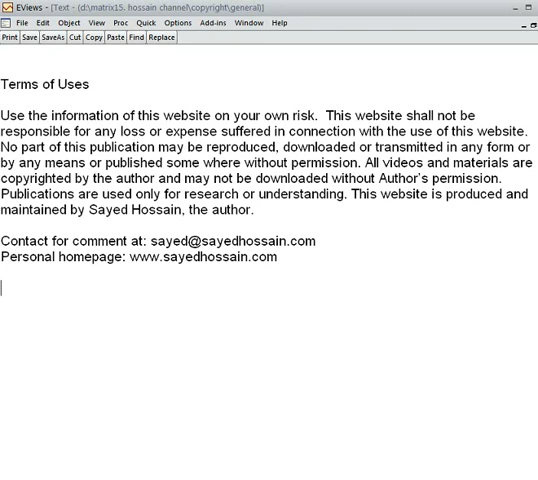 EViews - [Text - (d:\matrix15. hossain channel\copyright\general)]
File Edit Object View Proc Quick Options Add-ins Window Help
Print Save SaveAs Cut Copy Paste Find Replace
Terms of Uses
Use the information of this website on your own risk.  This website shall not be
responsible for any loss or expense suffered in connection with the use of this website.
No part of this publication may be reproduced, downloaded or transmitted in any form or
by any means or published some where without permission. All videos and materials are
copyrighted by the author and may not be downloaded without Author's permission.
Publications are used only for research or understanding. This website is produced and
maintained by Sayed Hossain, the author.
Contact for comment at: sayed@sayedhossain.com
Personal homepage: www.sayedhossain.com